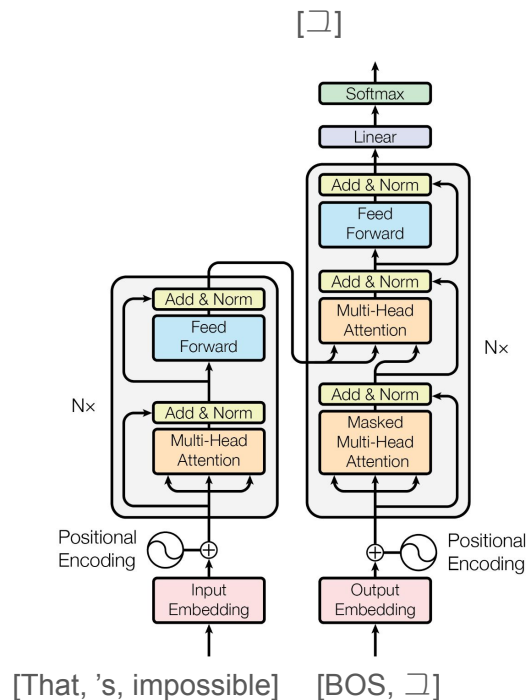 [그]
Softmax
Linear
Add & Norm
Feed
Forward
Add & Norm
Multi-Head
Attention
Nx
Add & Norm
Masked
Multi-Head
Attention
Positional
Encoding
Output
Embedding
[BOS, 그]
Add & Norm
Feed
Forward
Nx
Add & Norm
Multi-Head
Attention
Positional
Encoding
Input
Embedding
[That, 's, impossible]